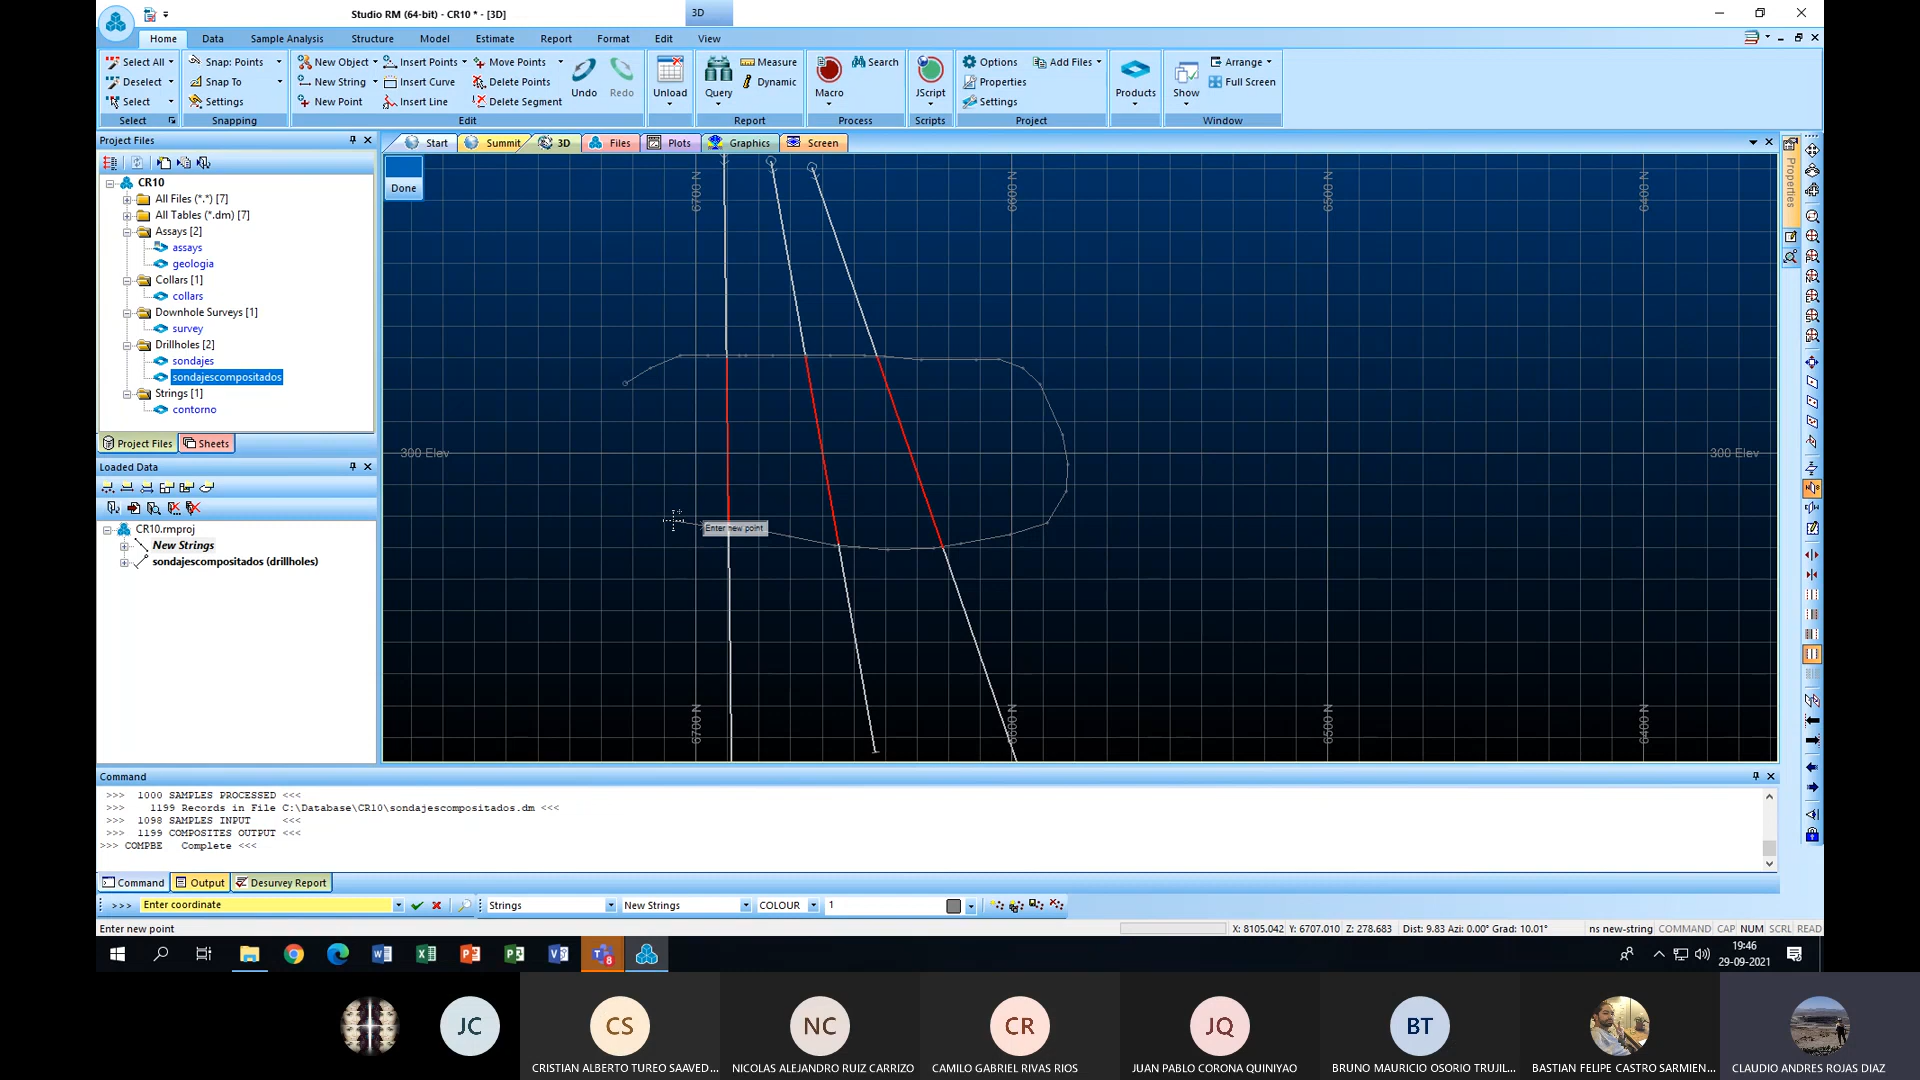 Studio RM (64-bit) - CR10 * - [3D]
3D
Home Data Sample Analysis Structure Model Estimate Report Format Edit View
Select All Snap: Points New Object Insert Points Move Points Measure Search Options Add Files Arrange
Deselect Snap To New String Insert Curve Delete Points Dynamic Properties Full Screen
Select Settings New Point Insert Line Delete Segment Undo Redo Unload Query Macro JScript Settings Products Show
Select Snapping Edit Report Process Scripts Project Window
Project Files
Start Summit 3D Files Plots Graphics Screen
Done
CR10
All Files (*.*) [7]
All Tables (*.dm) [7]
Assays [2]
assays
geologia
Collars [1]
collars
Downhole Surveys [1]
survey
Drillholes [2]
sondajes
sondajescompositados
Strings [1]
contorno
Project Files Sheets
Loaded Data
CR10.rmproj
New Strings
sondajescompositados (drillholes)
6700 N 6600 N 6500 N 6400 N
300 Elev 300 Elev
Enter new point
6700 N 6600 N 6500 N 6400 N
Properties
Command
>>> 1000 SAMPLES PROCESSED <<<
>>> 1199 Records in File C:\Database\CR10\sondajescompositados.dm <<<
>>> 1098 SAMPLES INPUT <<<
>>> 1199 COMPOSITES OUTPUT <<<
>>> COMPBE Complete <<<
Command Output Desurvey Report
>>> Enter coordinate Strings New Strings COLOUR 1
Enter new point X: 8105.042 Y: 6707.010 Z: 278.683 Dist: 9.83 Azi: 0.00° Grad: 10.01° ns new-string COMMAND CAP NUM SCRL READ
19:46
29-09-2021
8
JC CS NC CR JQ BT
CRISTIAN ALBERTO TUREO SAAVED... NICOLAS ALEJANDRO RUIZ CARRIZO CAMILO GABRIEL RIVAS RIOS JUAN PABLO CORONA QUINIYAO BRUNO MAURICIO OSORIO TRUJIL... BASTIAN FELIPE CASTRO SARMIEN... CLAUDIO ANDRES ROJAS DIAZ